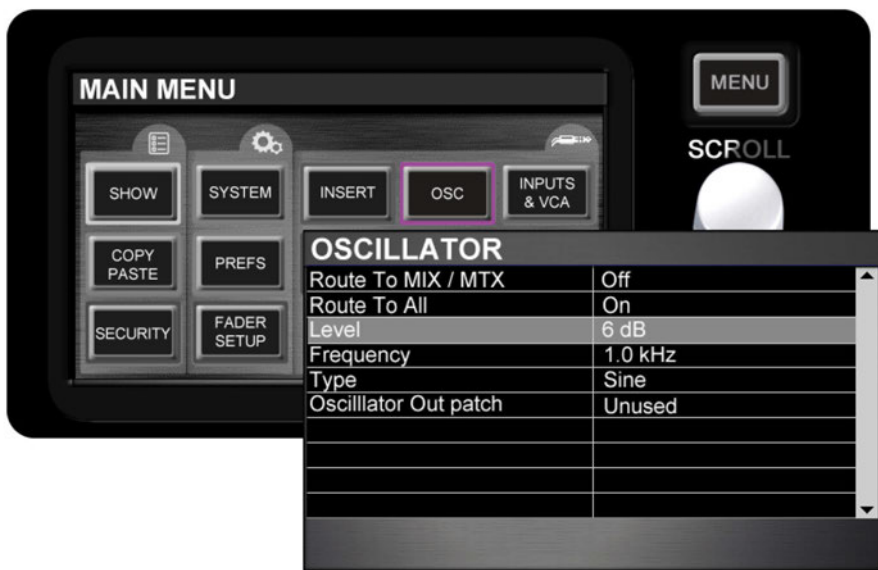 MAIN MENU
MENU
SCROLL
SHOW
SYSTEM
INSERT
OSC
INPUTS
& VCA
COPY
PASTE
PREFS
SECURITY
FADER
SETUP
OSCILLATOR
Route To MIX / MTX Off
Route To All On
Level 6 dB
Frequency 1.0 kHz
Type Sine
Oscilllator Out patch Unused